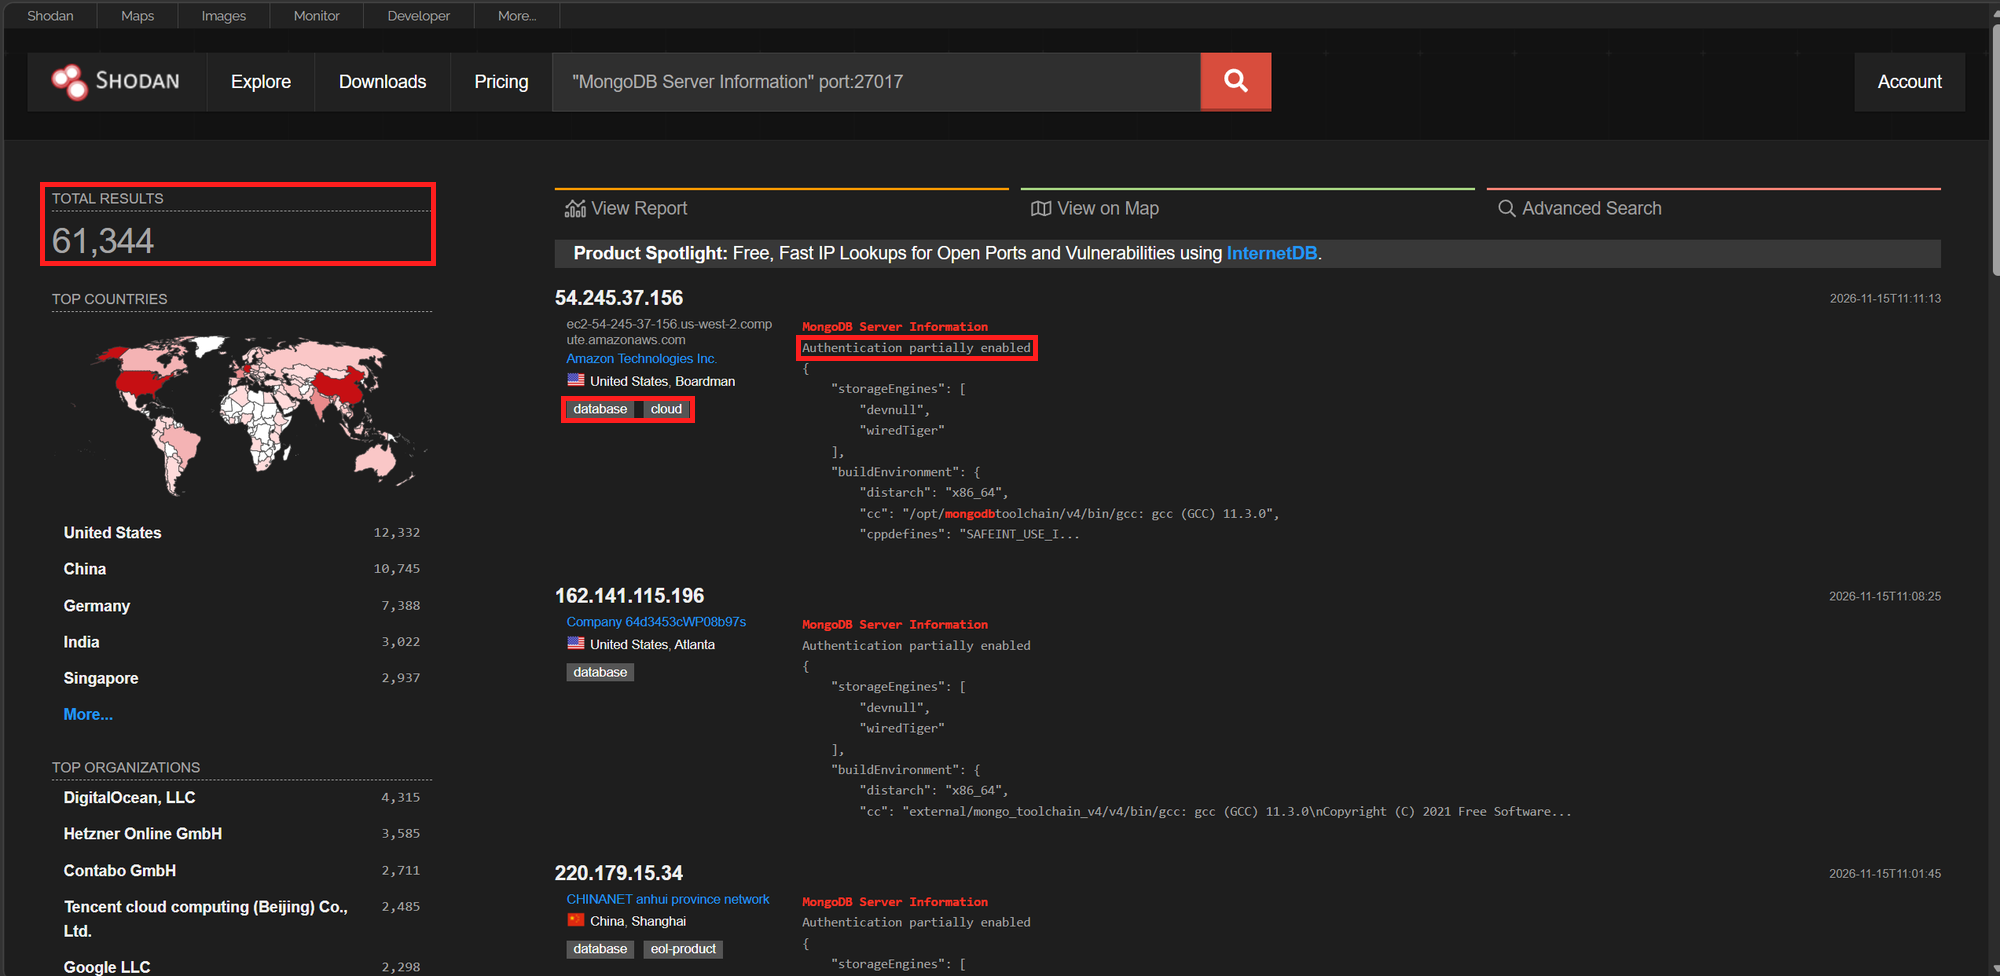 Shodan
Maps
Images
Monitor
Developer
More...
SHODAN
Explore
Downloads
Pricing
"MongoDB Server Information" port:27017
Account
TOTAL RESULTS
61,344
TOP COUNTRIES
United States 12,332
China 10,745
Germany 7,388
India 3,022
Singapore 2,937
More...
TOP ORGANIZATIONS
DigitalOcean, LLC 4,315
Hetzner Online GmbH 3,585
Contabo GmbH 2,711
Tencent cloud computing (Beijing) Co., 2,485
Ltd.
Google LLC 2,298
View Report
View on Map
Advanced Search
Product Spotlight: Free, Fast IP Lookups for Open Ports and Vulnerabilities using InternetDB.
54.245.37.156
2026-11-15T11:11:13
ec2-54-245-37-156.us-west-2.comp
ute.amazonaws.com
Amazon Technologies Inc.
United States, Boardman
database cloud
MongoDB Server Information
Authentication partially enabled
{
"storageEngines": [
"devnull",
"wiredTiger"
],
"buildEnvironment": {
"distarch": "x86_64",
"cc": "/opt/mongodbtoolchain/v4/bin/gcc: gcc (GCC) 11.3.0",
"cppdefines": "SAFEINT_USE_I...
162.141.115.196
2026-11-15T11:08:25
Company 64d3453cWP08b97s
United States, Atlanta
database
MongoDB Server Information
Authentication partially enabled
{
"storageEngines": [
"devnull",
"wiredTiger"
],
"buildEnvironment": {
"distarch": "x86_64",
"cc": "external/mongo_toolchain_v4/v4/bin/gcc: gcc (GCC) 11.3.0\nCopyright (C) 2021 Free Software...
220.179.15.34
2026-11-15T11:01:45
CHINANET anhui province network
China, Shanghai
database eol-product
MongoDB Server Information
Authentication partially enabled
{
"storageEngines": [